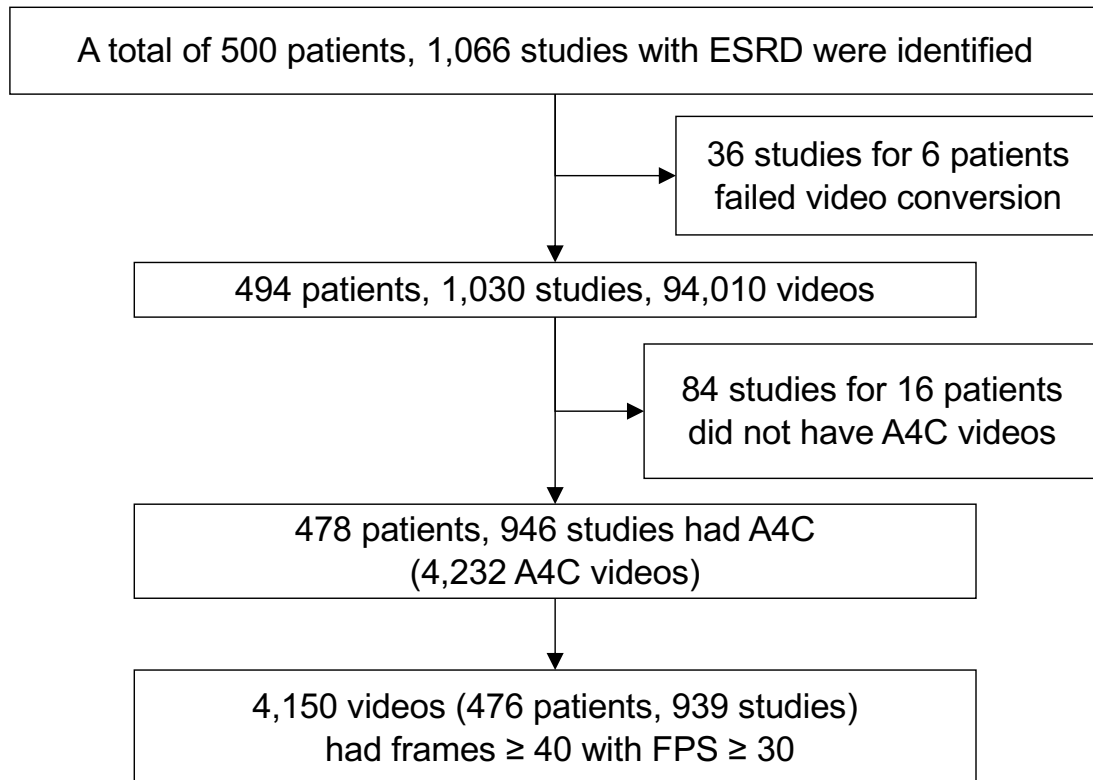 A total of 500 patients, 1,066 studies with ESRD were identified
36 studies for 6 patients
failed video conversion
494 patients, 1,030 studies, 94,010 videos
84 studies for 16 patients
did not have A4C videos
478 patients, 946 studies had A4C
(4,232 A4C videos)
4,150 videos (476 patients, 939 studies)
had frames ≥ 40 with FPS ≥ 30